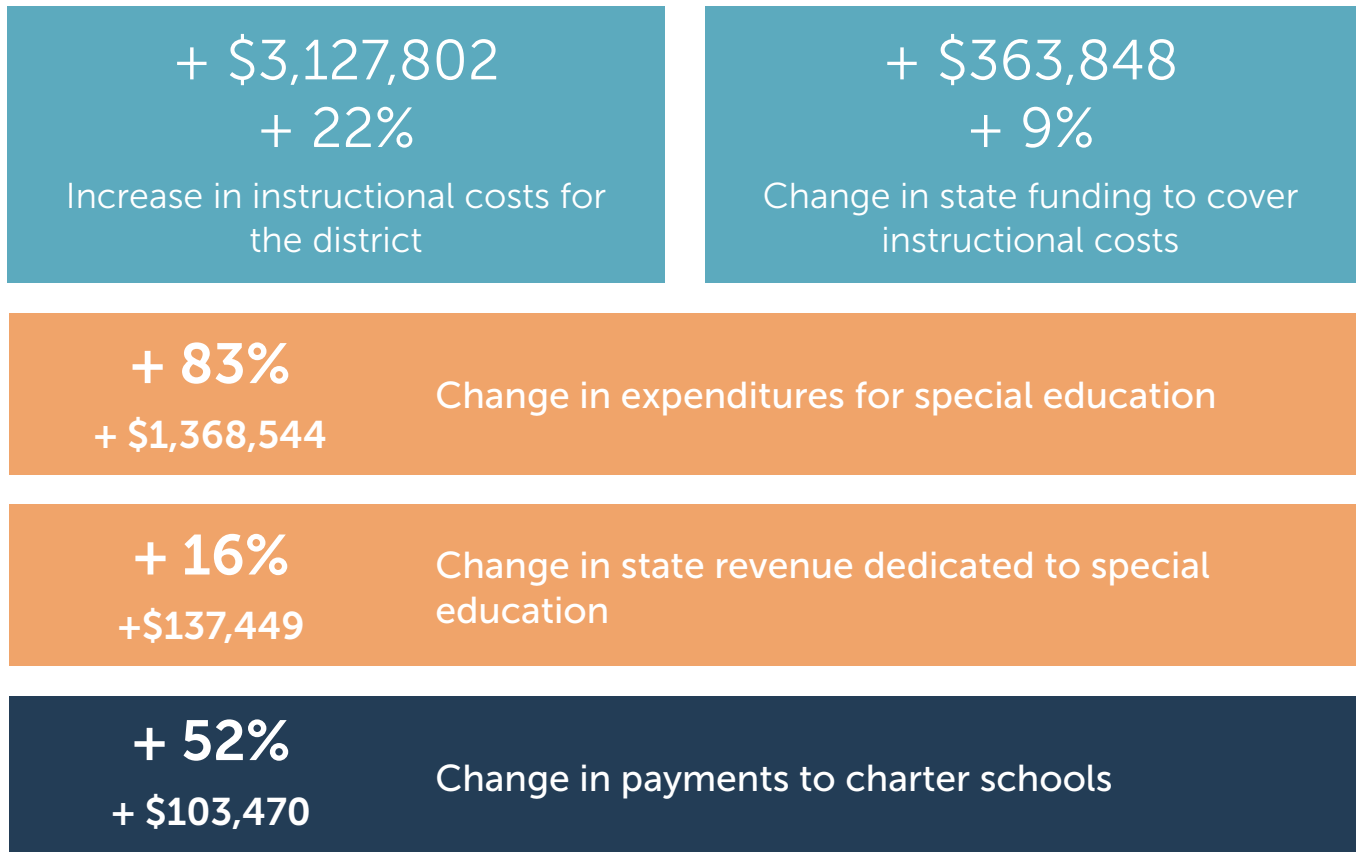 + $3,127,802
+ 22%
Increase in instructional costs for
the district
+ $363,848
+ 9%
Change in state funding to cover
instructional costs
+ 83%
+ $1,368,544
Change in expenditures for special education
+ 16%
+$137,449
Change in state revenue dedicated to special
education
+ 52%
+ $103,470
Change in payments to charter schools